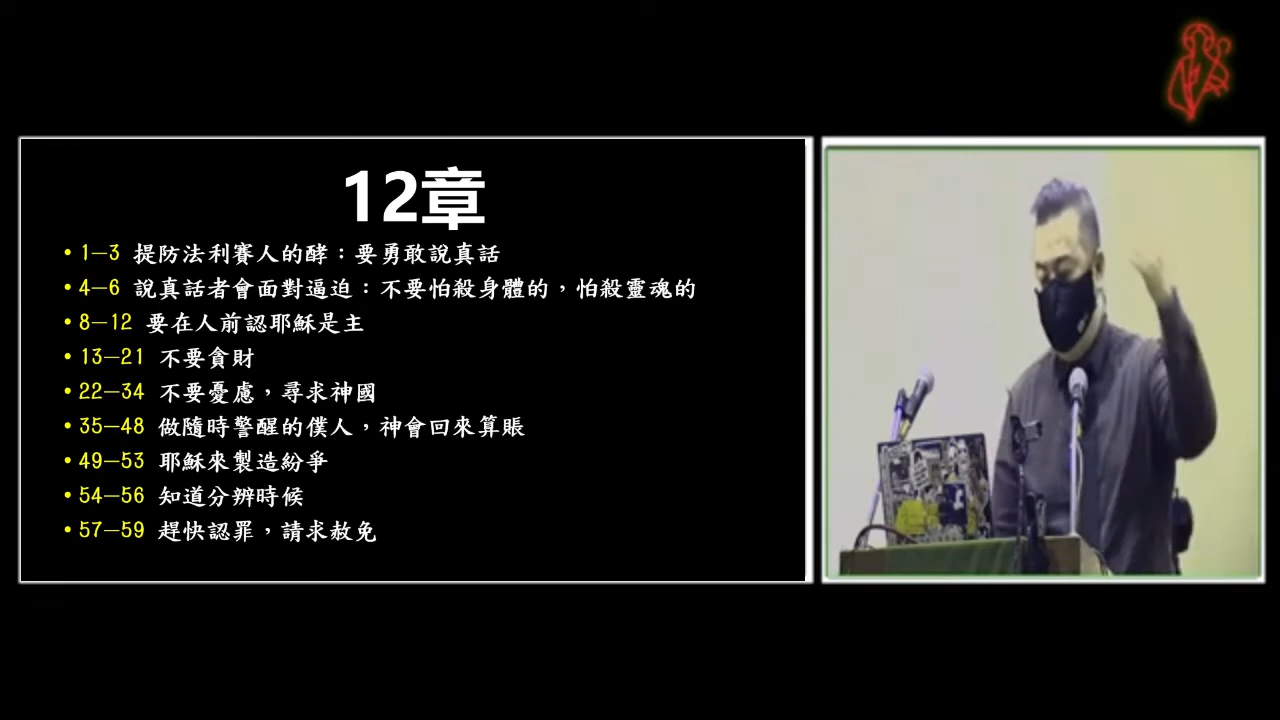 12章
• 1—3 提防法利賽人的酵：要勇敢說真話
• 4—6 說真話者會面對逼迫：不要怕殺身體的，怕殺靈魂的
• 8—12 要在人前認耶穌是主
• 13—21 不要貪財
• 22—34 不要憂慮，尋求神國
• 35—48 做隨時警醒的僕人，神會回來算賬
• 49—53 耶穌來製造紛爭
• 54—56 知道分辨時候
• 57—59 趕快認罪，請求赦免